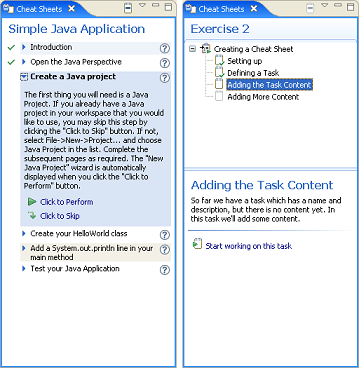 Cheat Sheets
Simple Java Application
Introduction
Open the Java Perspective
Create a Java project
The first thing you will need is a Java
Project. If you already have a Java
project in your workspace that you
would like to use, you may skip this step by
clicking the "Click to Skip" button. If not,
select File->New->Project... and choose
Java Project in the list. Complete the
subsequent pages as required. The "New
Java Project" wizard is automatically
displayed when you click the "Click to
Perform" button.
Click to Perform
Click to Skip
Create your HelloWorld class
Add a System.out.println line in your
main method
Test your Java Application
Cheat Sheets
Exercise 2
Creating a Cheat Sheet
Setting up
Defining a Task
Adding the Task Content
Adding More Content
Adding the Task Content
So far we have a task which has a name and
description, but there is no content yet. In
this task we'll add some content.
Start working on this task